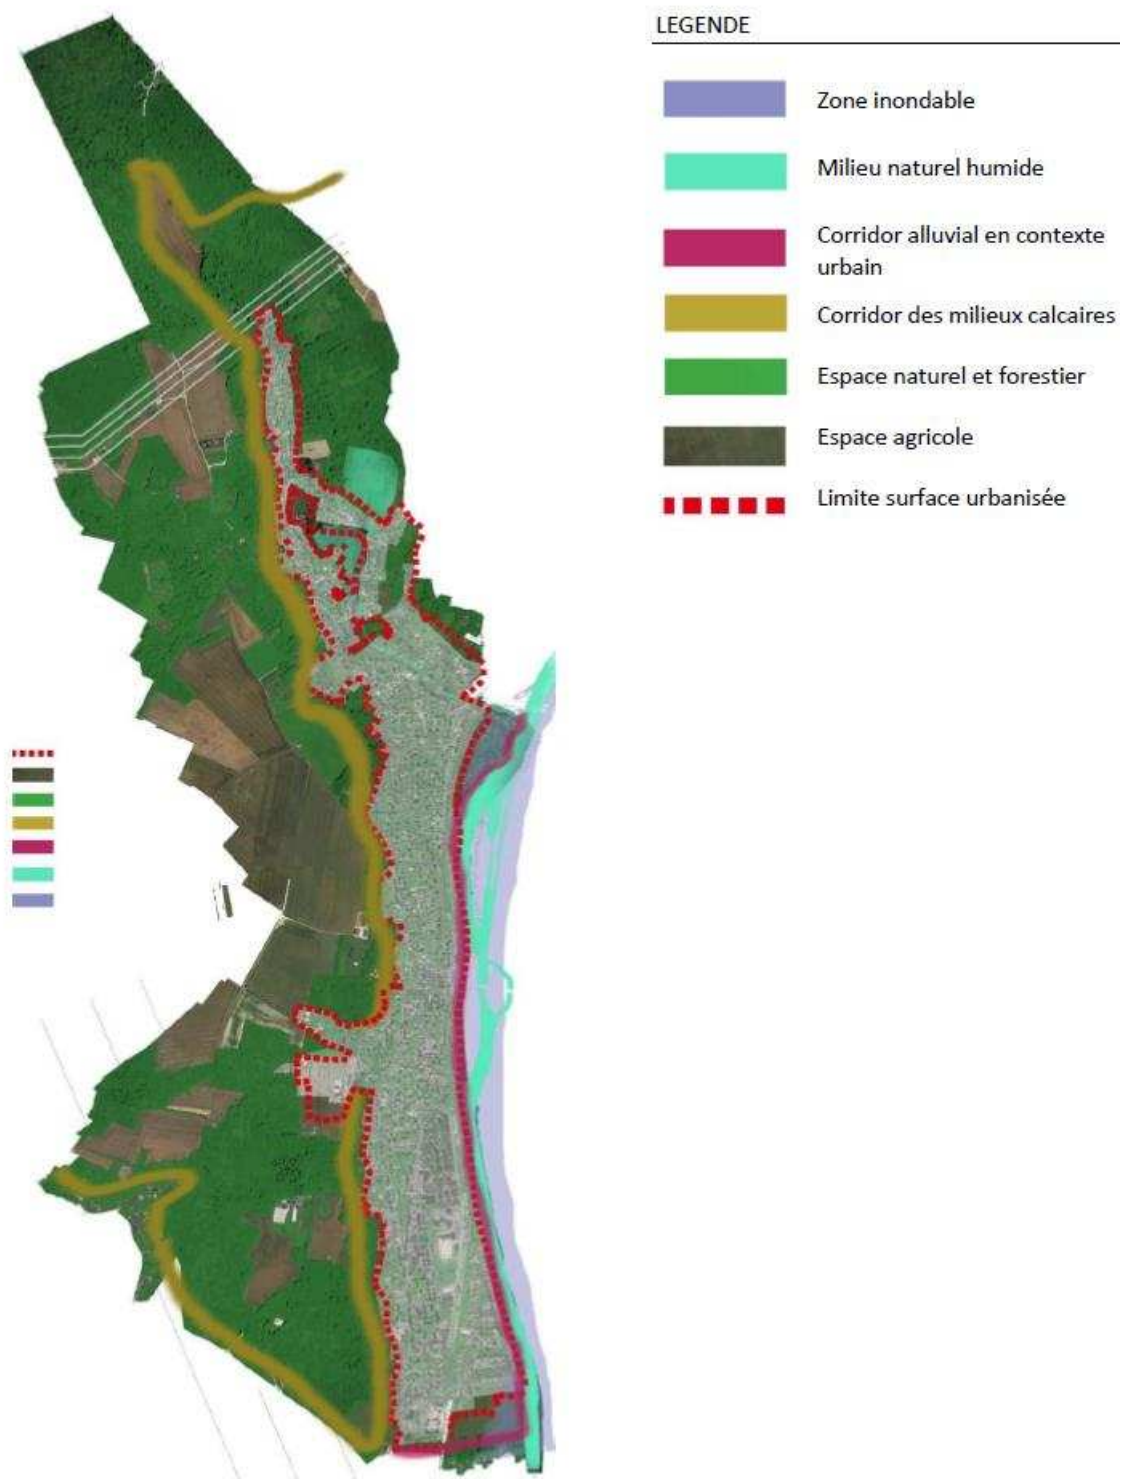 LEGENDE
Zone inondable
Milieu naturel humide
Corridor alluvial en contexte
urbain
Corridor des milieux calcaires
Espace naturel et forestier
Espace agricole
Limite surface urbanisée